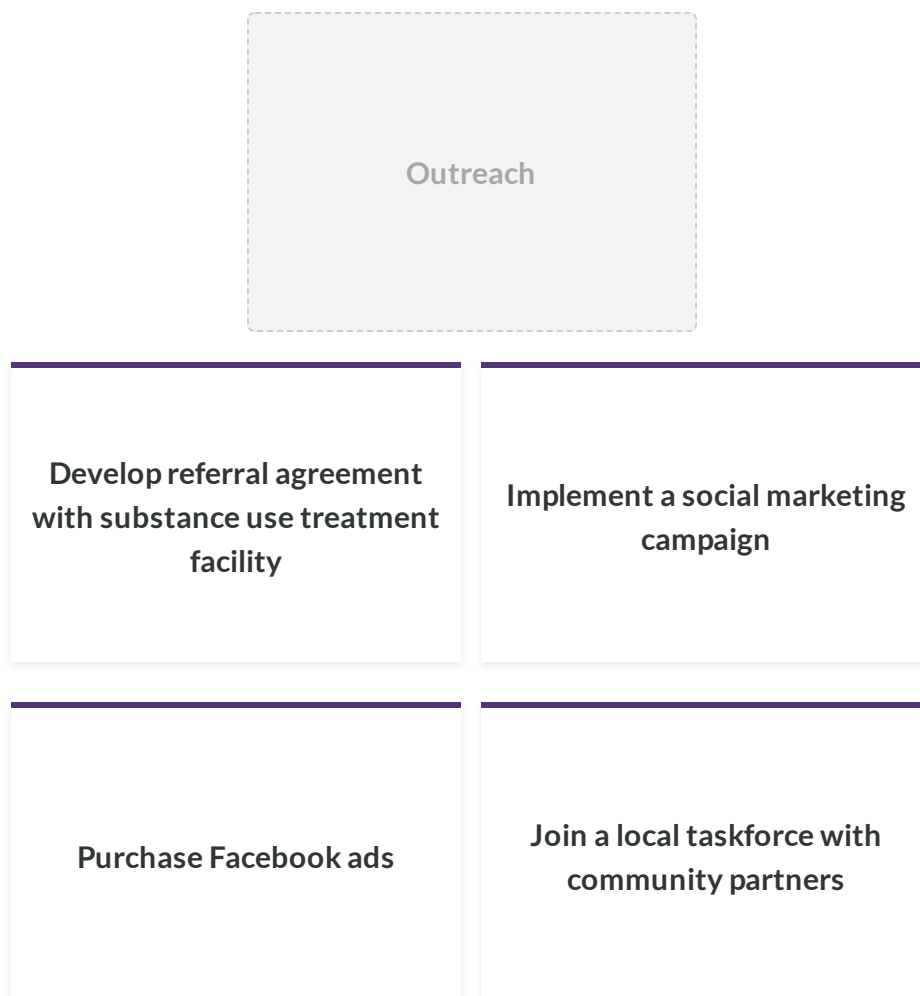 Outreach
Develop referral agreement
with substance use treatment
facility
Implement a social marketing
campaign
Purchase Facebook ads
Join a local taskforce with
community partners